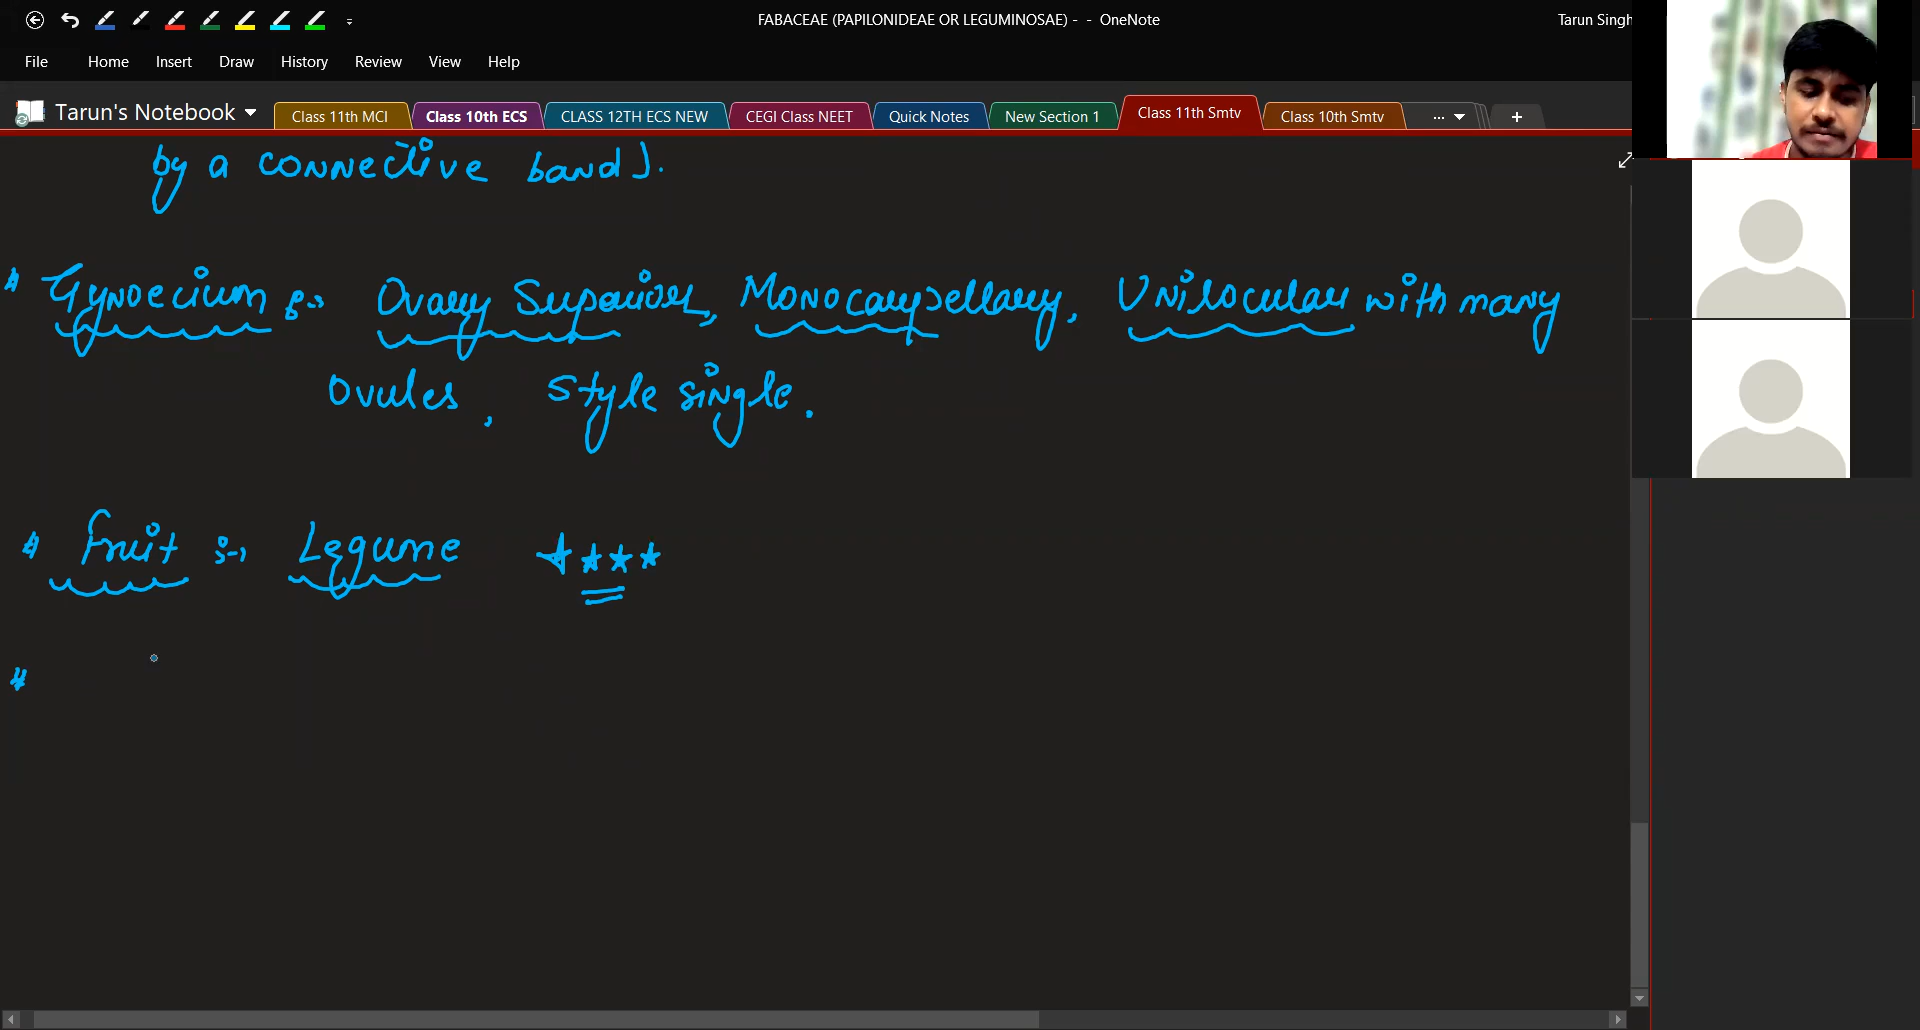 FABACEAE (PAPILONIDEAE OR LEGUMINOSAE) - - OneNote
Tarun Singh
File Home Insert Draw History Review View Help
Tarun's Notebook
Class 11th MCI Class 10th ECS CLASS 12TH ECS NEW CEGI Class NEET Quick Notes New Section 1 Class 11th Smtv Class 10th Smtv ... +
by a connective band).
* Gynoecium :- Ovary Superior, Monocarpellary, Unilocular with many
Ovules, Style single.
* Fruit :- Legume ****
*